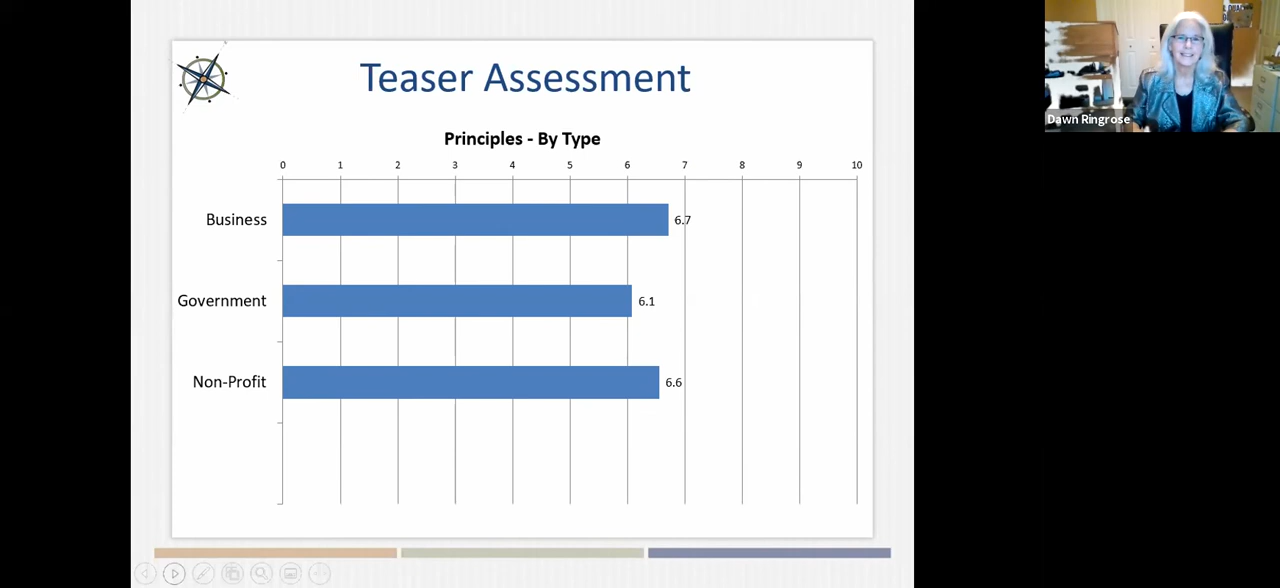 Teaser Assessment
Principles - By Type
0 1 2 3 4 5 6 7 8 9 10
Business 6.7
Government 6.1
Non-Profit 6.6
Dawn Ringrose